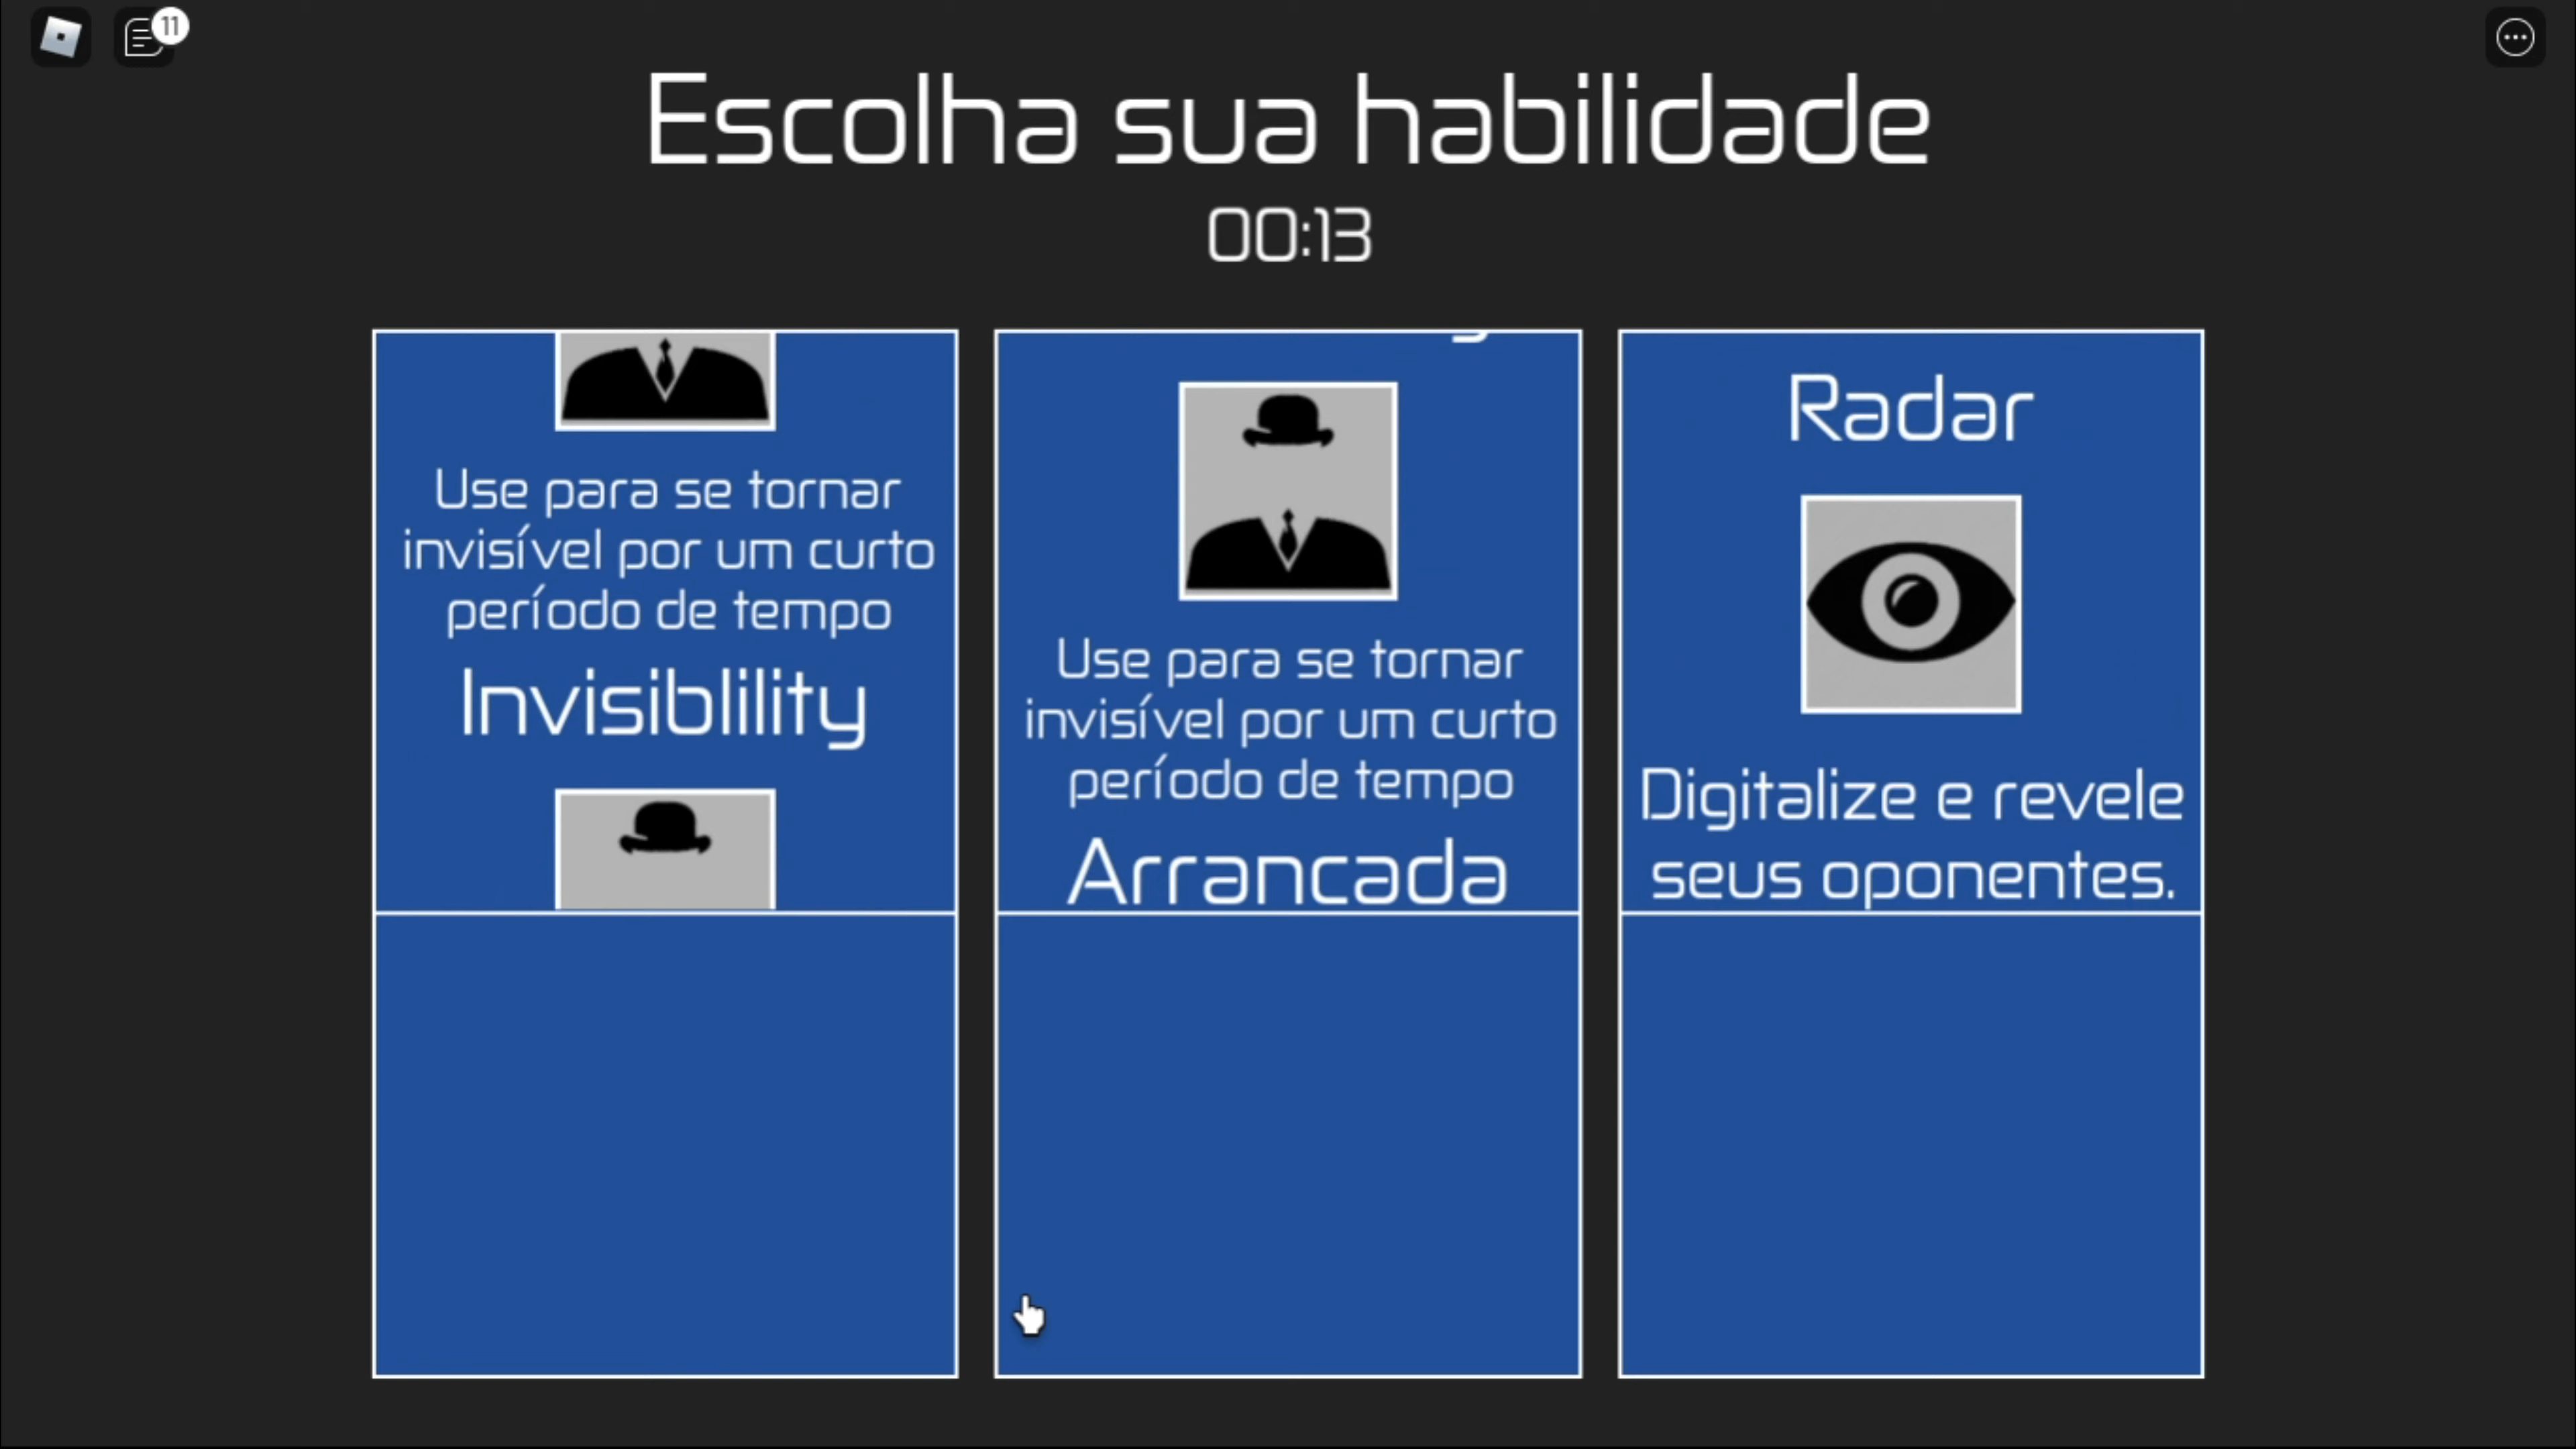 11
Escolha sua habilidade
00:13
Use para se tornar
invisível por um curto
período de tempo
Invisiblility
Use para se tornar
invisível por um curto
período de tempo
Arrancada
Radar
Digitalize e revele
seus oponentes.